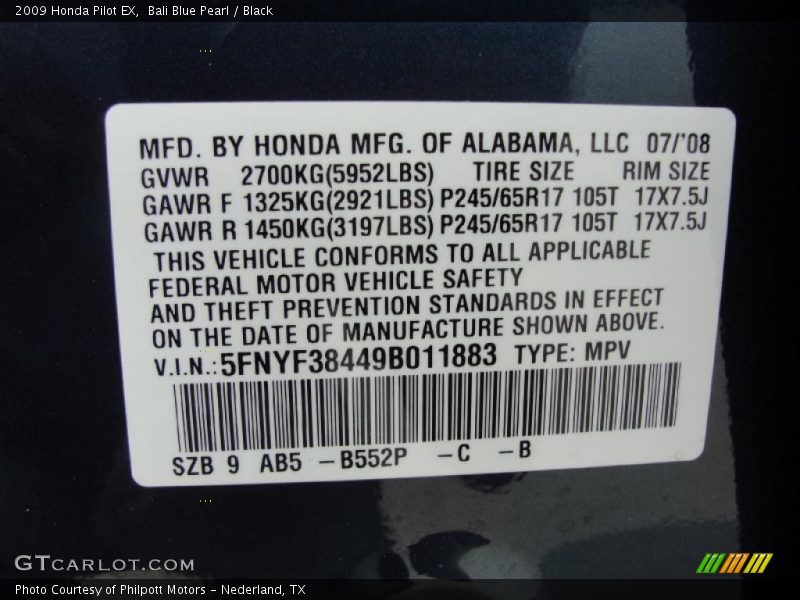 2009 Honda Pilot EX, Bali Blue Pearl / Black
MFD. BY HONDA MFG. OF ALABAMA, LLC 07/'08
GVWR 2700KG(5952LBS) TIRE SIZE RIM SIZE
GAWR F 1325KG(2921LBS) P245/65R17 105T 17X7.5J
GAWR R 1450KG(3197LBS) P245/65R17 105T 17X7.5J
THIS VEHICLE CONFORMS TO ALL APPLICABLE
FEDERAL MOTOR VEHICLE SAFETY
AND THEFT PREVENTION STANDARDS IN EFFECT
ON THE DATE OF MANUFACTURE SHOWN ABOVE.
V.I.N.:5FNYF38449B011883 TYPE: MPV
SZB 9 AB5 -B552P -C -B
GTCARLOT.COM
Photo Courtesy of Philpott Motors - Nederland, TX